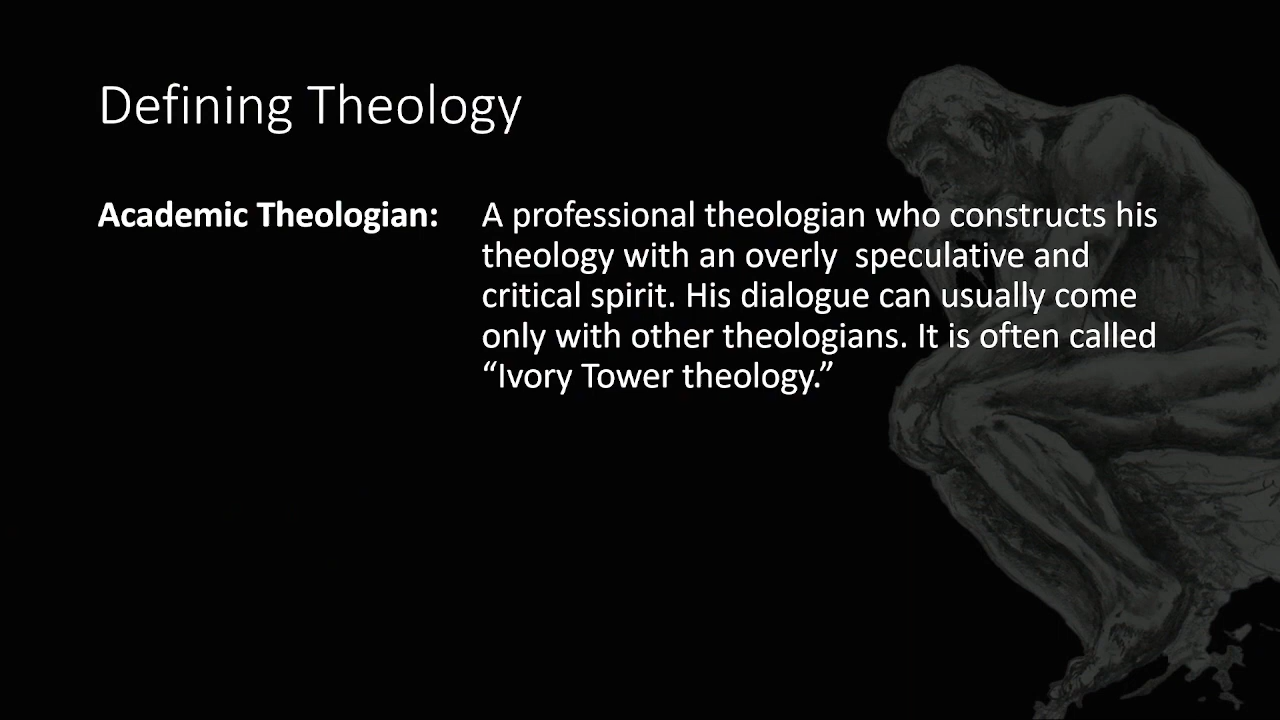 Defining Theology
Academic Theologian: A professional theologian who constructs his
theology with an overly  speculative and
critical spirit. His dialogue can usually come
only with other theologians. It is often called
“Ivory Tower theology.”